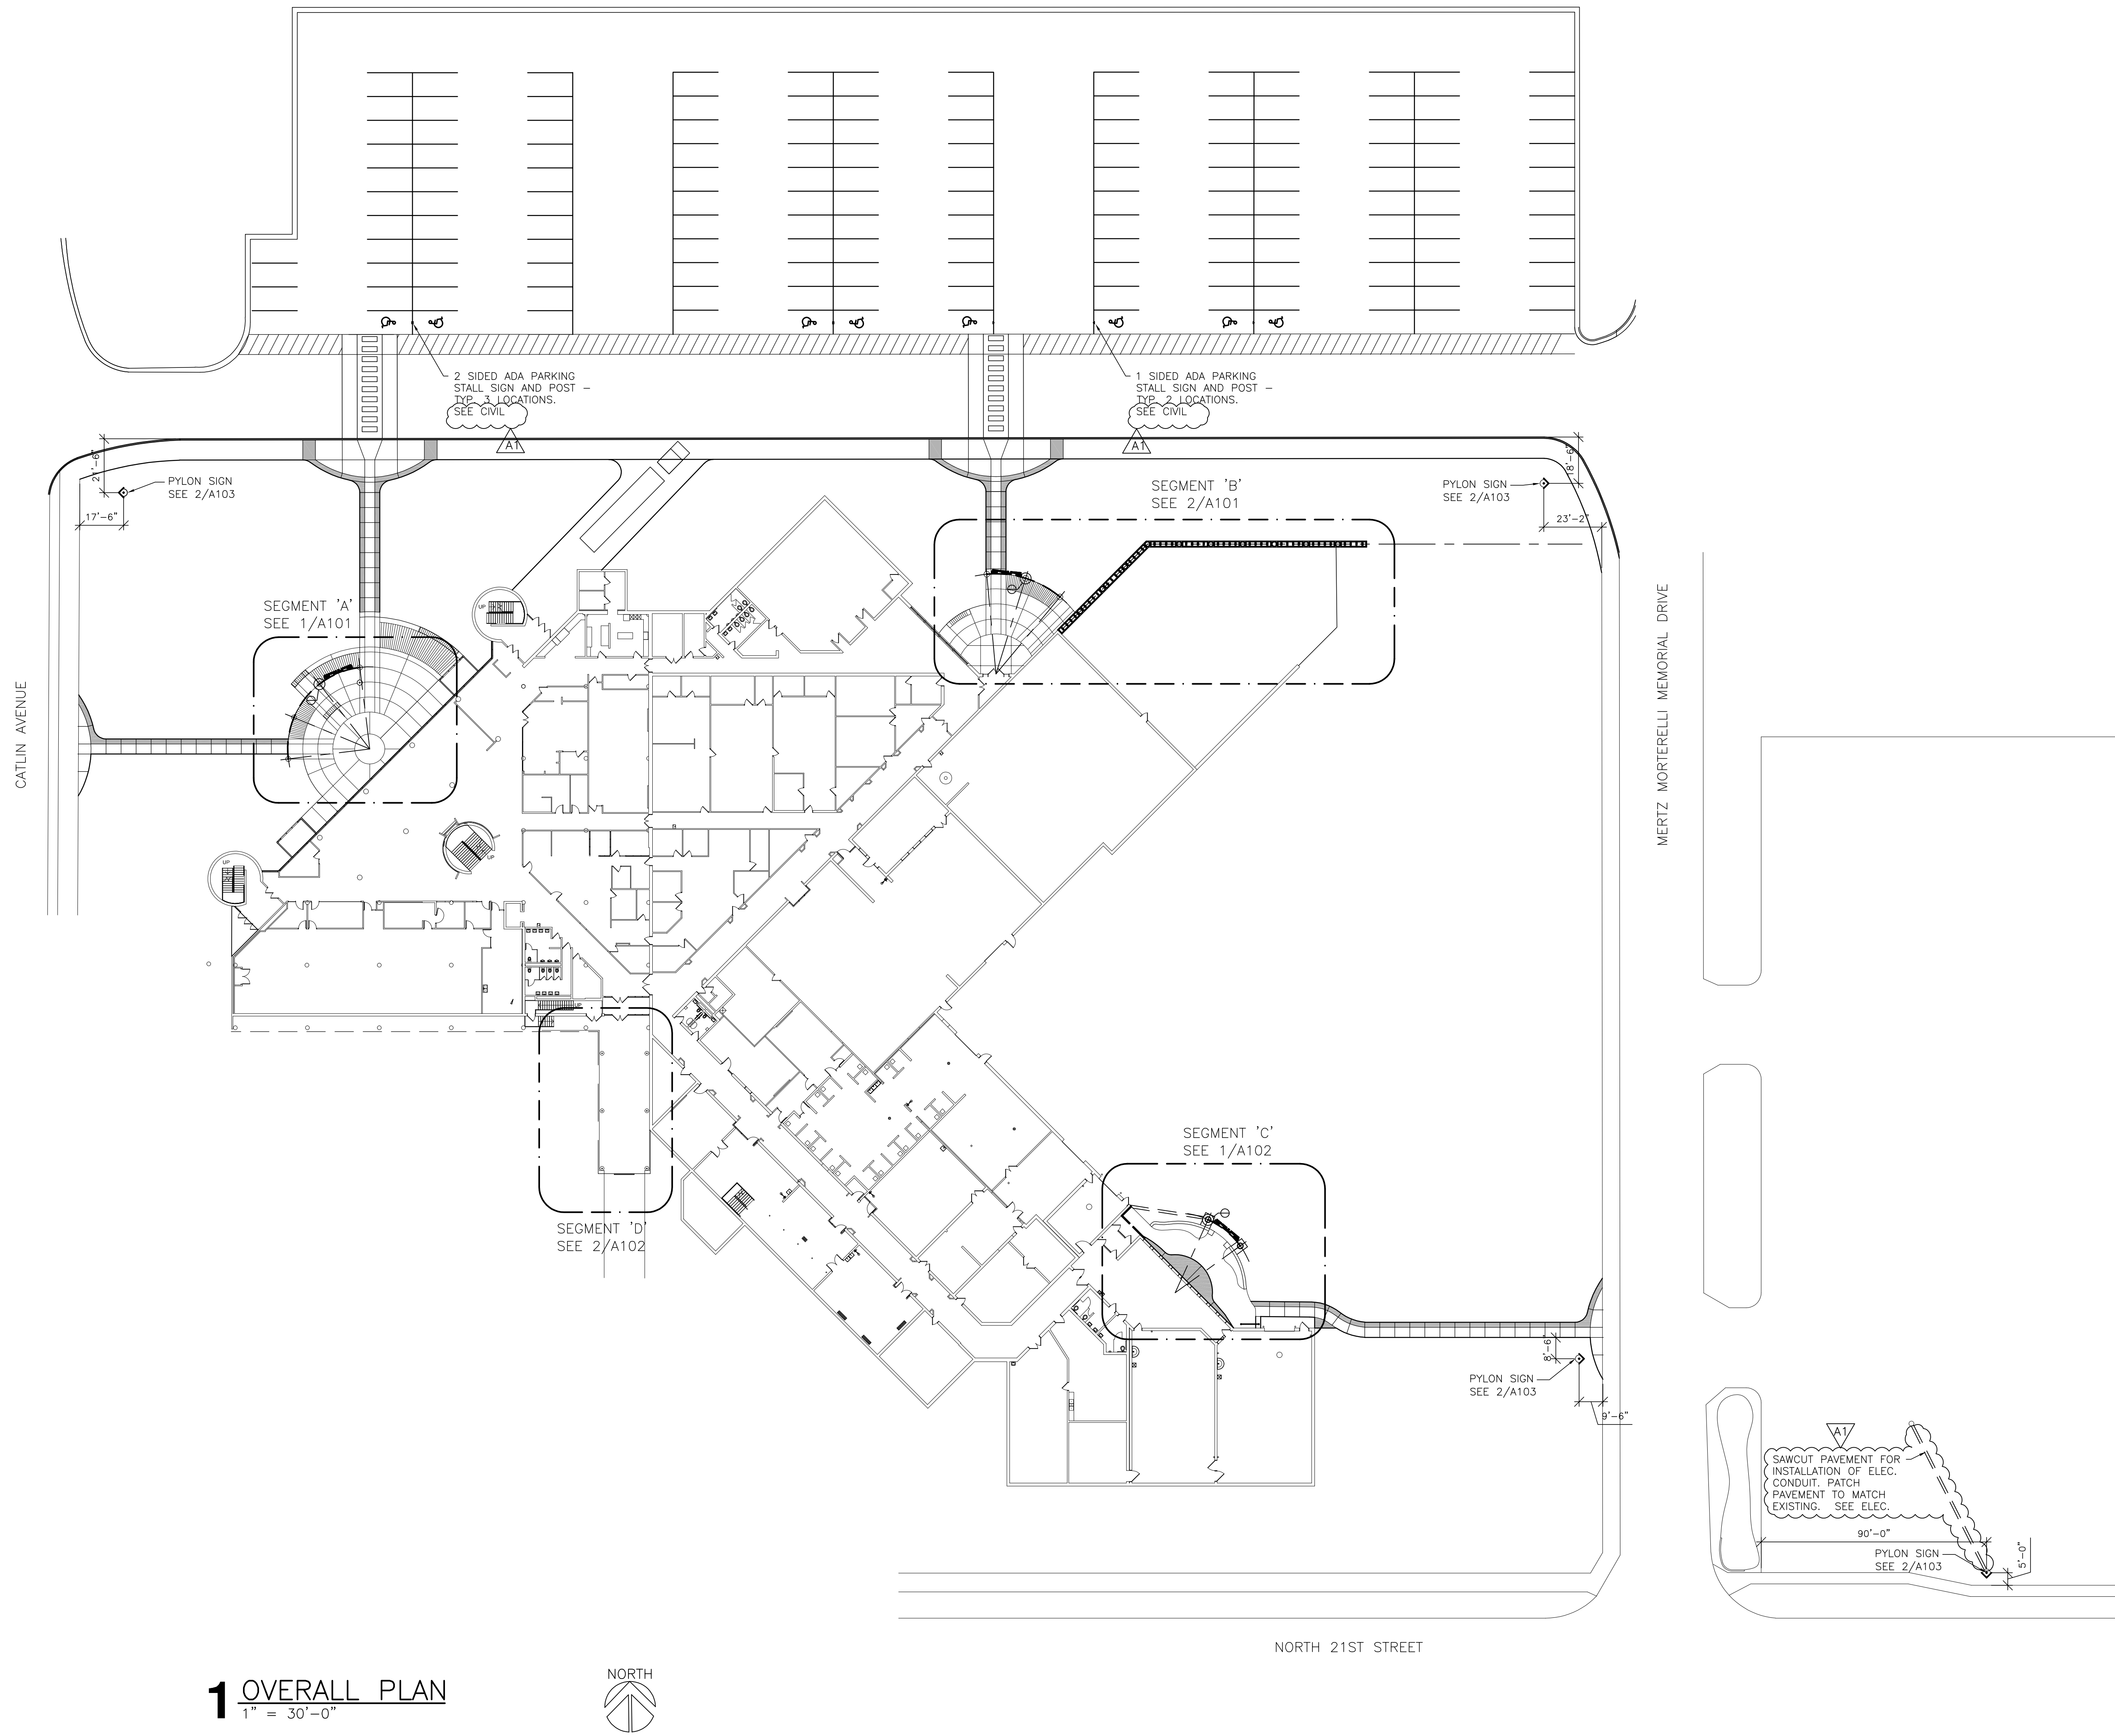 2 SIDED ADA PARKING
STALL SIGN AND POST –
TYP. 3 LOCATIONS.
SEE CIVIL
A1
1 SIDED ADA PARKING
STALL SIGN AND POST –
TYP. 2 LOCATIONS.
SEE CIVIL
A1
21'-6"
PYLON SIGN
SEE 2/A103
17'-6"
SEGMENT 'B'
SEE 2/A101
PYLON SIGN
SEE 2/A103
18'-6"
23'-2"
SEGMENT 'A'
SEE 1/A101
UP
CATLIN AVENUE
MERTZ MORTERELLI MEMORIAL DRIVE
UP
UP
UP
SEGMENT 'D'
SEE 2/A102
SEGMENT 'C'
SEE 1/A102
8'-6"
PYLON SIGN
SEE 2/A103
9'-6"
A1
SAWCUT PAVEMENT FOR
INSTALLATION OF ELEC.
CONDUIT. PATCH
PAVEMENT TO MATCH
EXISTING. SEE ELEC.
90'-0"
PYLON SIGN
SEE 2/A103
5'-0"
NORTH 21ST STREET
1 OVERALL PLAN
1" = 30'-0"
NORTH